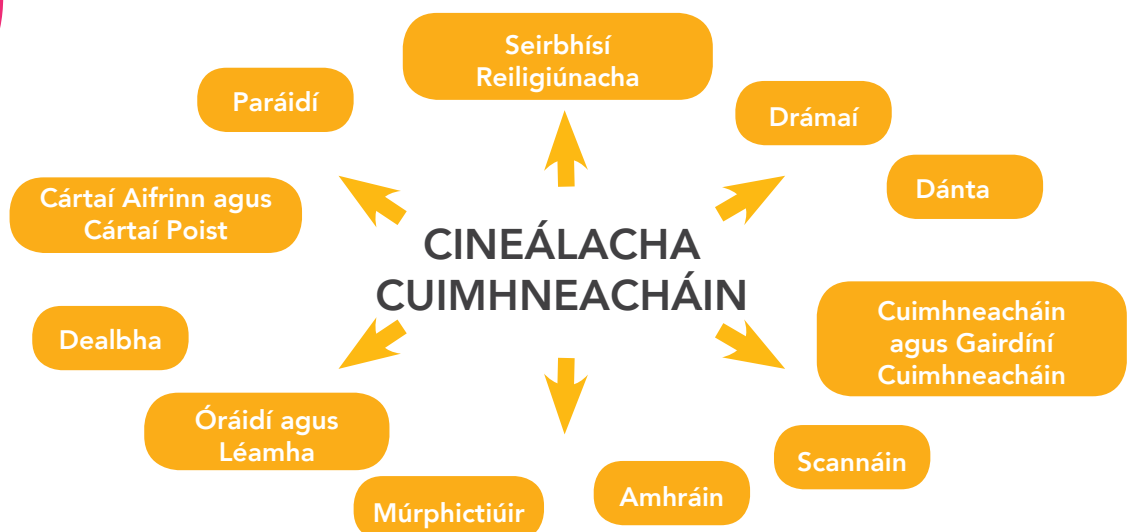 Seirbhísí
Reiligiúnacha
Paráidí
Drámaí
Dánta
Cártaí Aifrinn agus
Cártaí Poist
CINEÁLACHA
CUIMHNEACHÁIN
Cuimhneacháin
agus Gairdíní
Cuimhneacháin
Dealbha
Óráidí agus
Léamha
Scannáin
Amhráin
Múrphictiúir